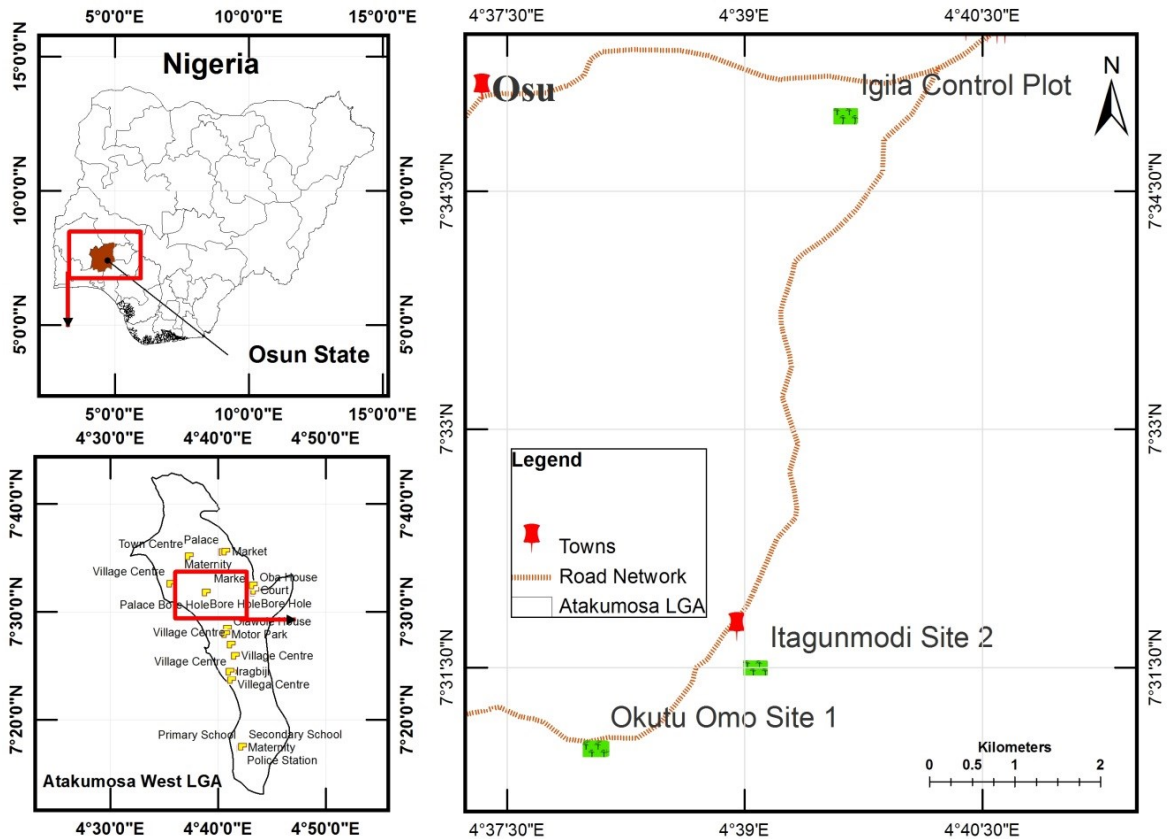 5°0'0"E 10°0'0"E 15°0'0"E
Nigeria
15°0'0"N
15°0'0"N
10°0'0"N
10°0'0"N
5°0'0"N
5°0'0"N
Osun State
5°0'0"E 10°0'0"E 15°0'0"E
4°30'0"E 4°40'0"E 4°50'0"E
7°40'0"N
7°40'0"N
7°30'0"N
7°30'0"N
7°20'0"N
7°20'0"N
Palace
Town Centre
Market
Maternity
Village Centre
Market
Oba House
Court
Palace Bore Hole
Bore Hole
Bore Hole
Olawole House
Village Centre
Motor Park
Village Centre
Village Centre
Iragbiji
Villega Centre
Primary School
Secondary School
Maternity
Police Station
Atakumosa West LGA
4°30'0"E 4°40'0"E 4°50'0"E
4°37'30"E 4°39'E 4°40'30"E
Osu
Igila Control Plot
N
7°34'30"N
7°34'30"N
7°33'N
7°33'N
7°31'30"N
7°31'30"N
Legend
Towns
Road Network
Atakumosa LGA
Itagunmodi Site 2
Okutu Omo Site 1
Kilometers
0 0.5 1 2
4°37'30"E 4°39'0"E 4°40'30"E